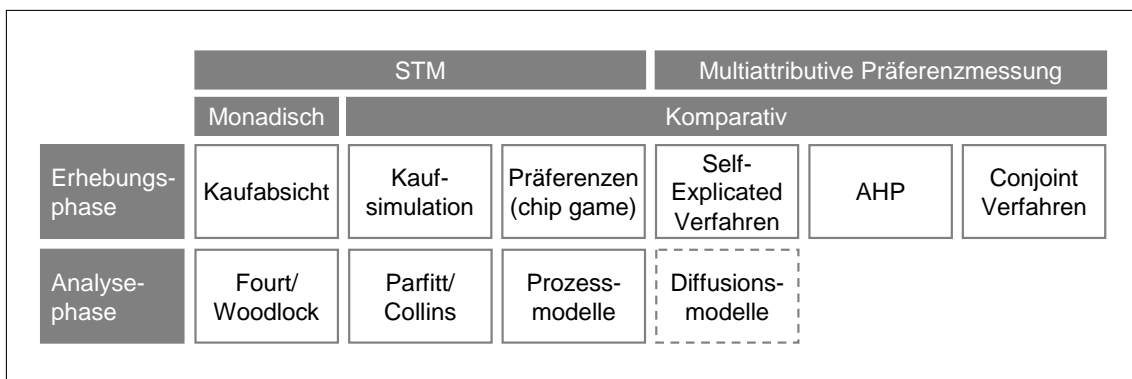 STM
Multiattributive Präferenzmessung
Monadisch
Komparativ
Erhebungs-
phase
Kaufabsicht
Kauf-
simulation
Präferenzen
(chip game)
Self-
Explicated
Verfahren
AHP
Conjoint
Verfahren
Analyse-
phase
Fourt/
Woodlock
Parfitt/
Collins
Prozess-
modelle
Diffusions-
modelle